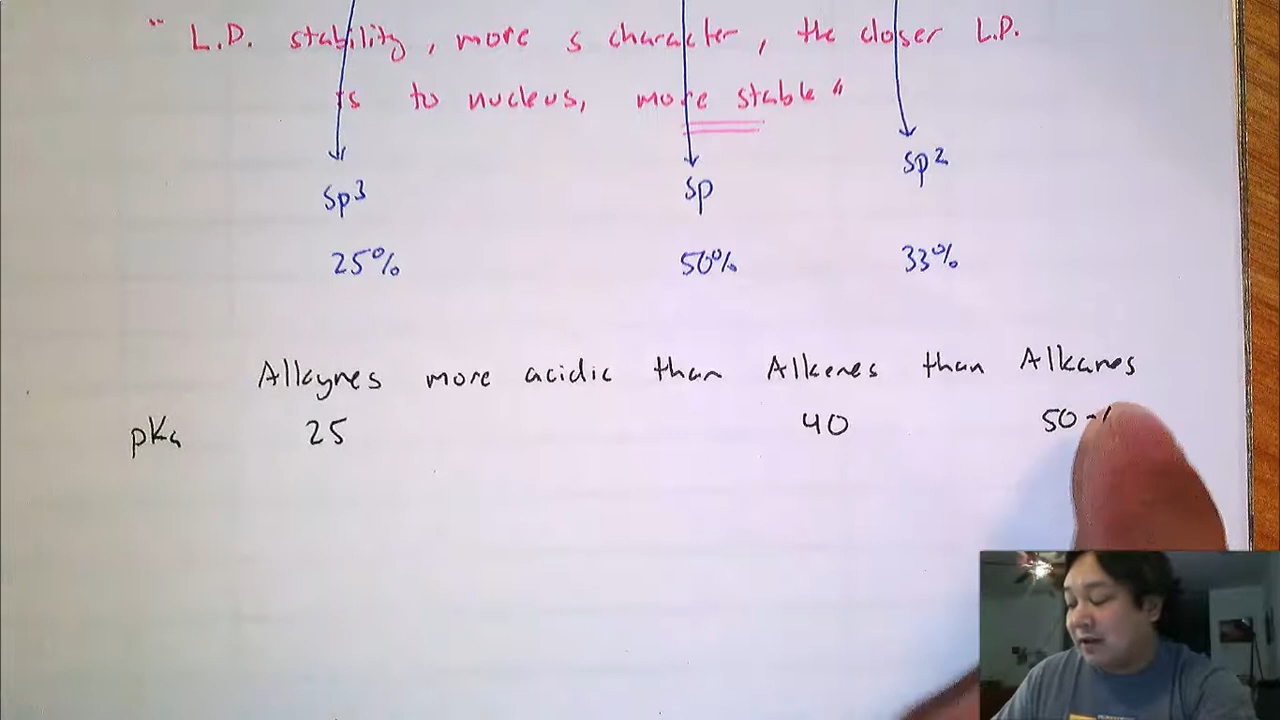 " L.D. stability, more s character, the closer L.P.
is to nucleus, more stable "
sp³ sp sp²
25% 50% 33%
Alkynes more acidic than Alkenes than Alkanes
pKa 25 40 50